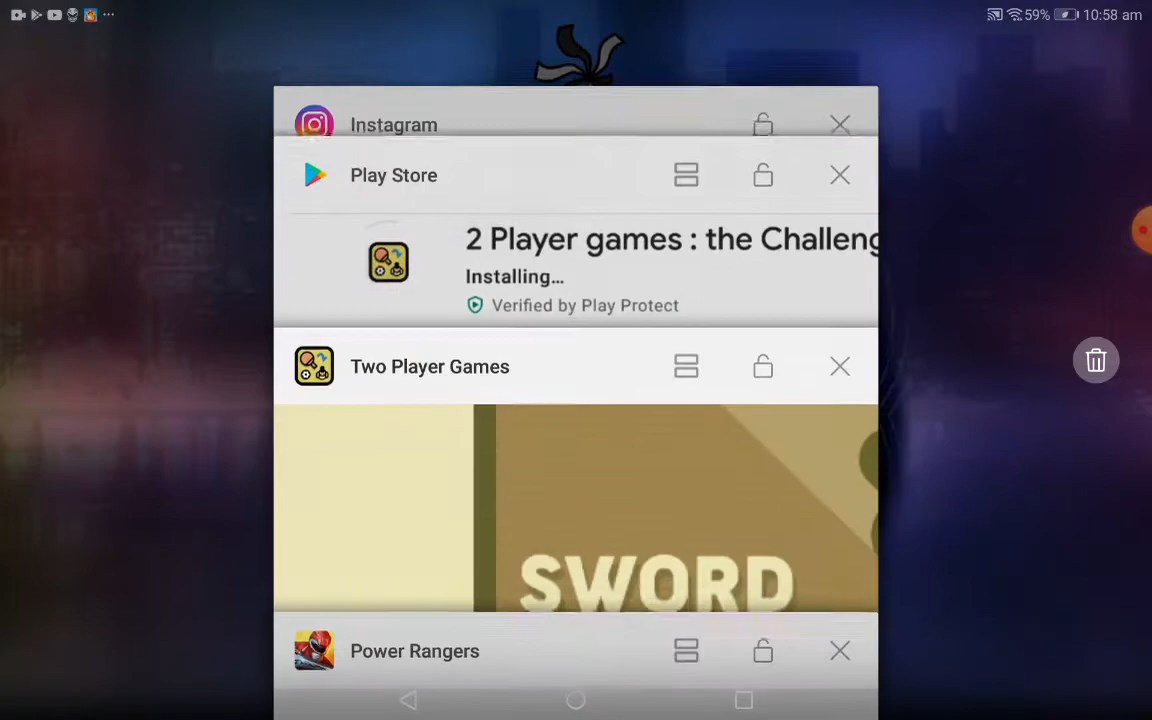 59% 10:58 am
Instagram
Play Store
2 Player games : the Challeng
Installing...
Verified by Play Protect
Two Player Games
SWORD
Power Rangers